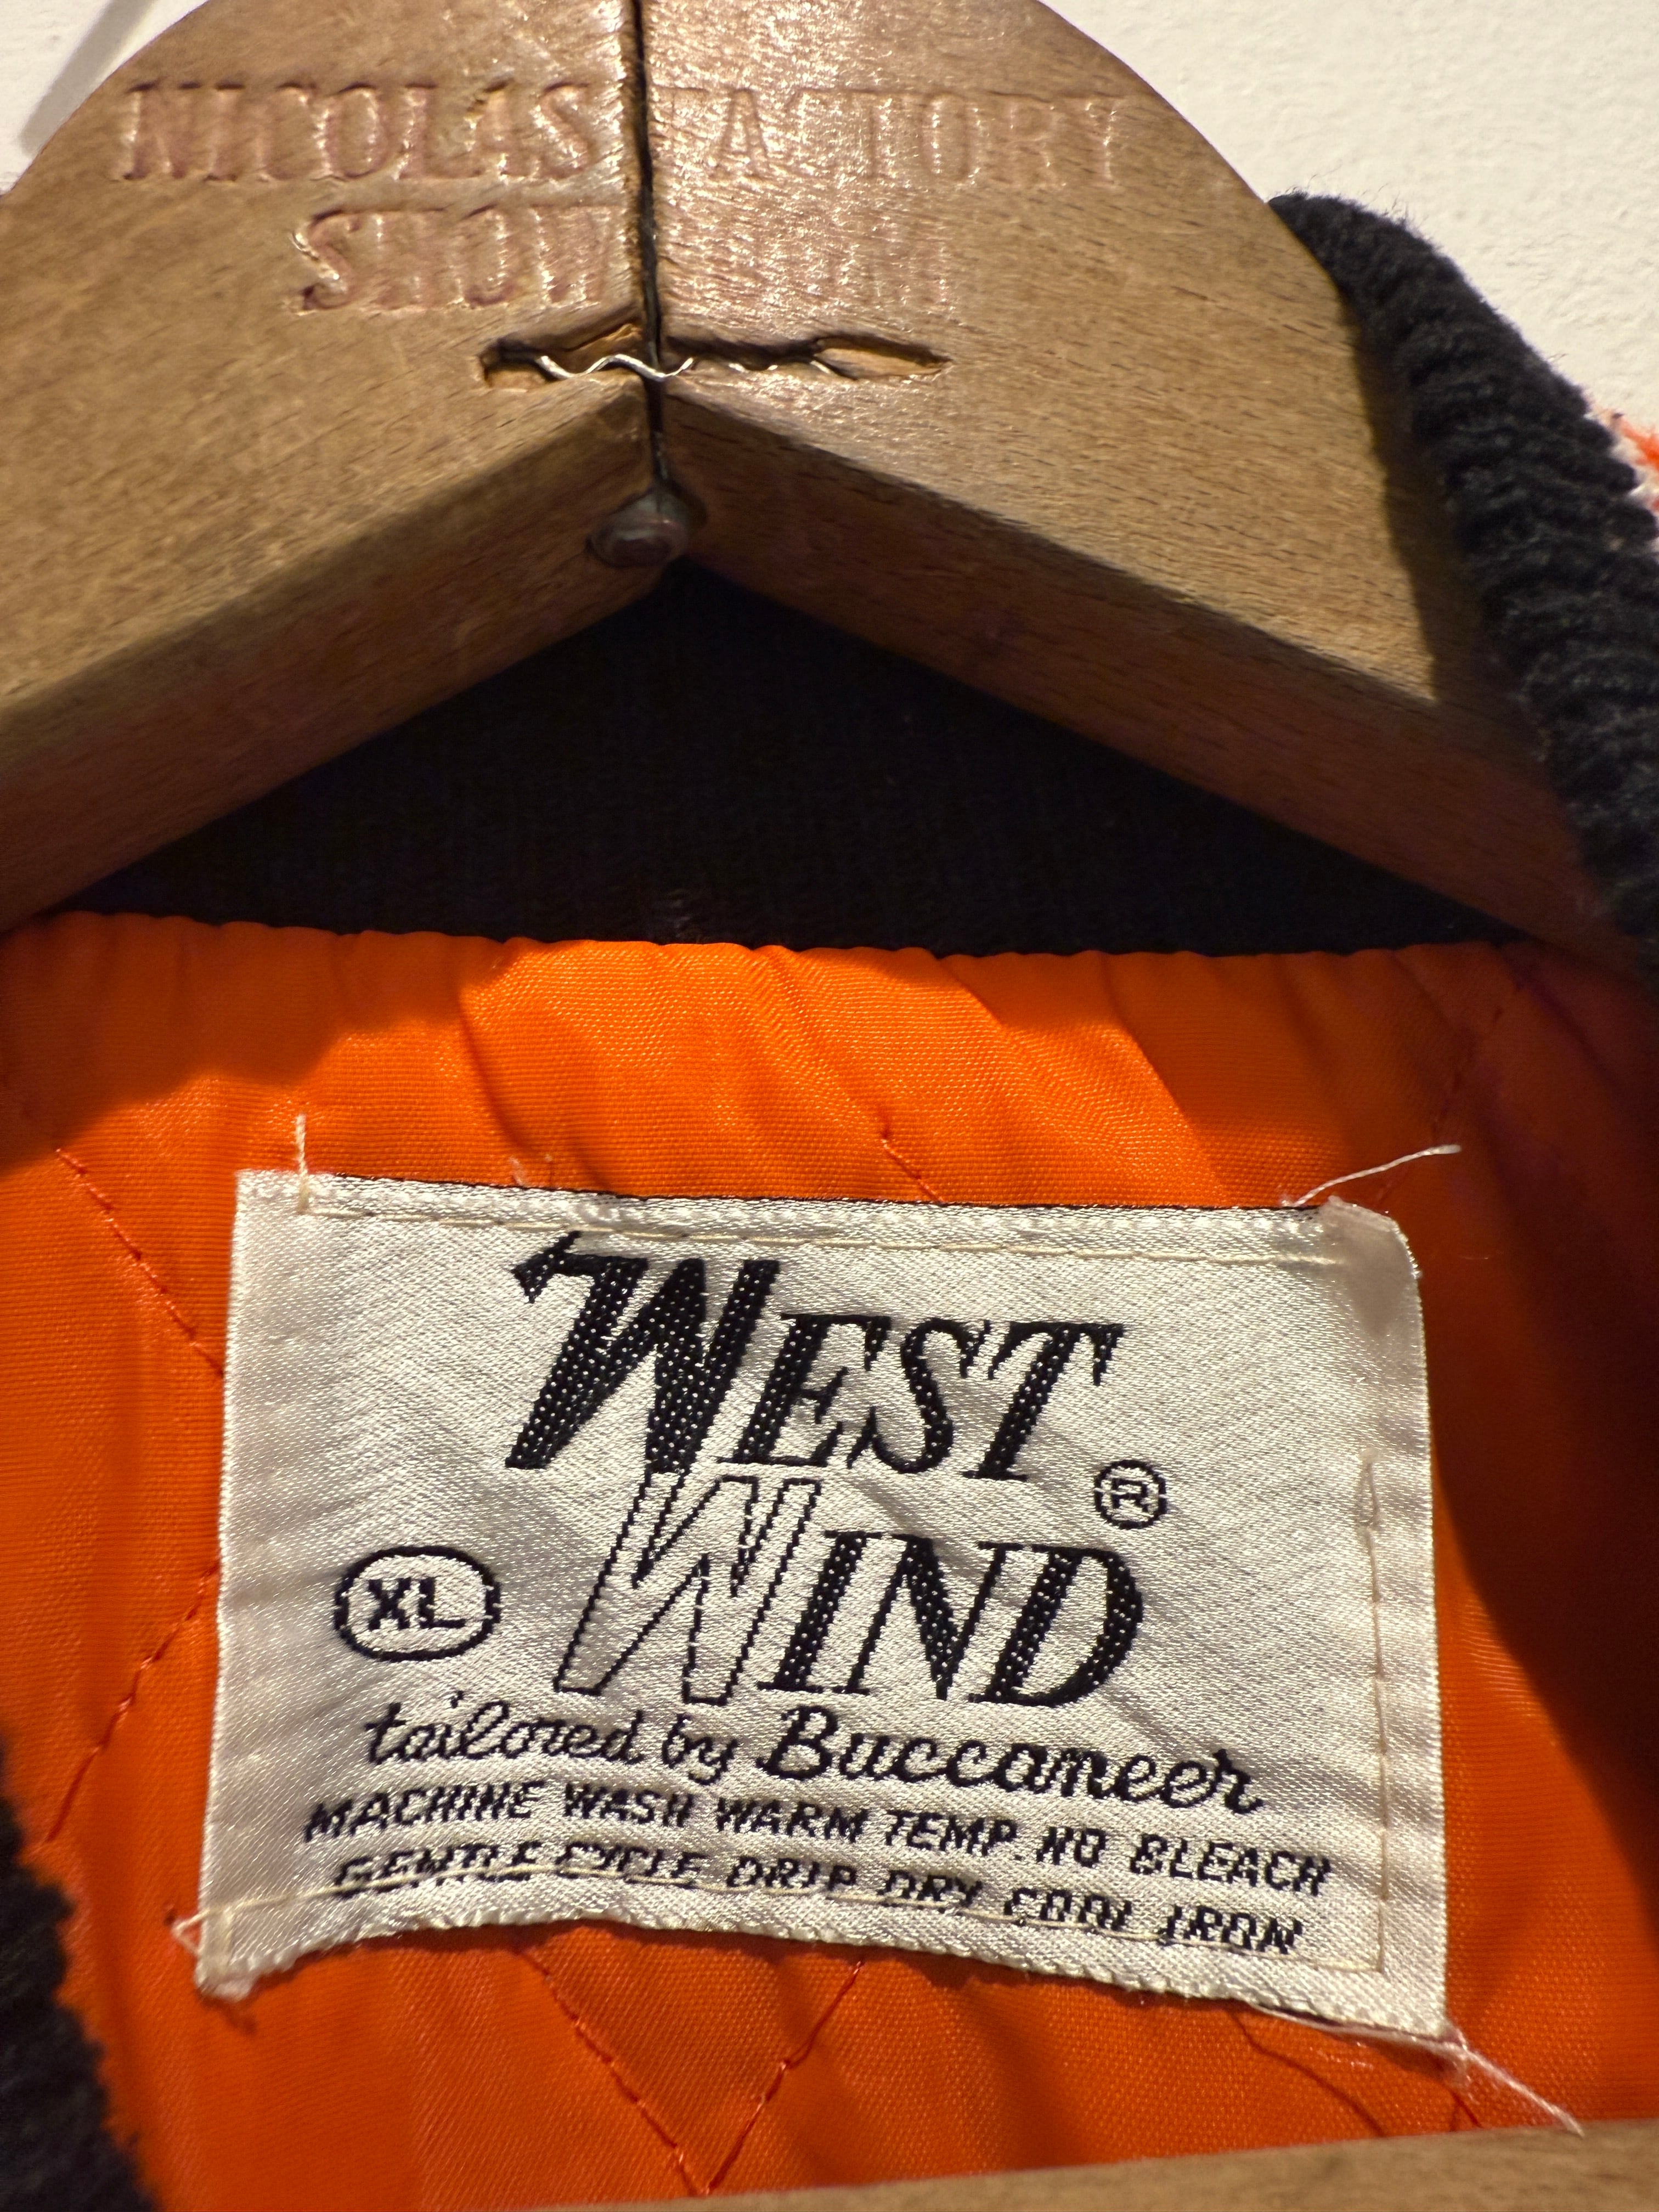 NICOLAS FACTORY
SHOW
WEST
®
WIND
XL
tailored by Buccaneer
MACHINE WASH WARM TEMP. NO BLEACH
GENTLE CYCLE DRIP DRY COOL IRON